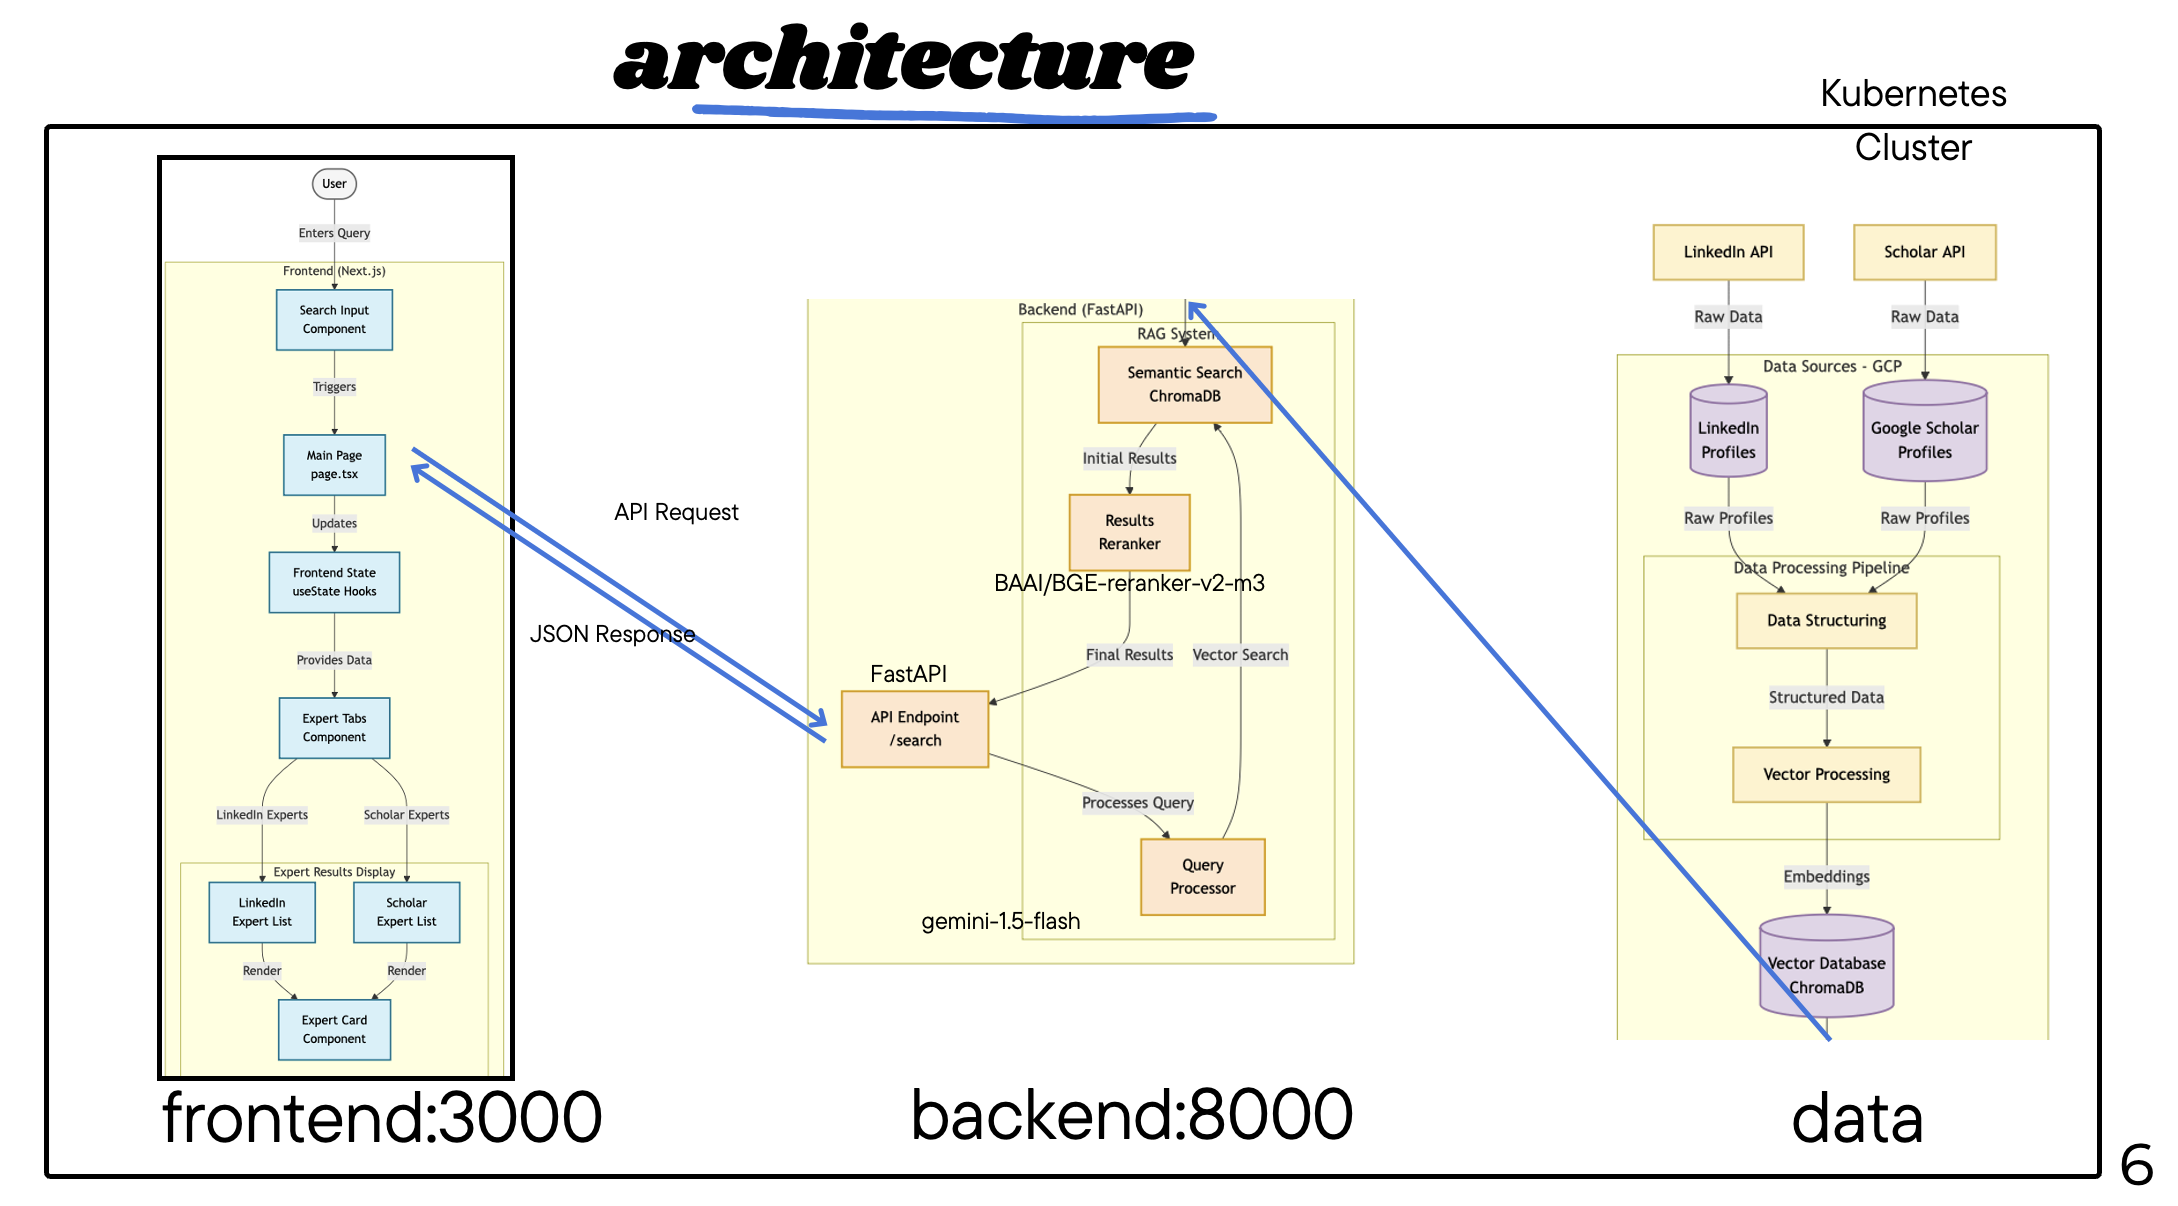 architecture
Kubernetes
Cluster
User
Enters Query
Frontend (Next.js)
Search Input
Component
Triggers
Main Page
page.tsx
Updates
Frontend State
useState Hooks
Provides Data
Expert Tabs
Component
LinkedIn Experts
Scholar Experts
Expert Results Display
LinkedIn
Expert List
Scholar
Expert List
Render
Render
Expert Card
Component
frontend:3000
API Request
JSON Response
Backend (FastAPI)
RAG System
Semantic Search
ChromaDB
Initial Results
Results
Reranker
BAAI/BGE-reranker-v2-m3
Final Results
Vector Search
FastAPI
API Endpoint
/search
Processes Query
Query
Processor
gemini-1.5-flash
backend:8000
LinkedIn API
Scholar API
Raw Data
Raw Data
Data Sources - GCP
LinkedIn
Profiles
Google Scholar
Profiles
Raw Profiles
Raw Profiles
Data Processing Pipeline
Data Structuring
Structured Data
Vector Processing
Embeddings
Vector Database
ChromaDB
data
6